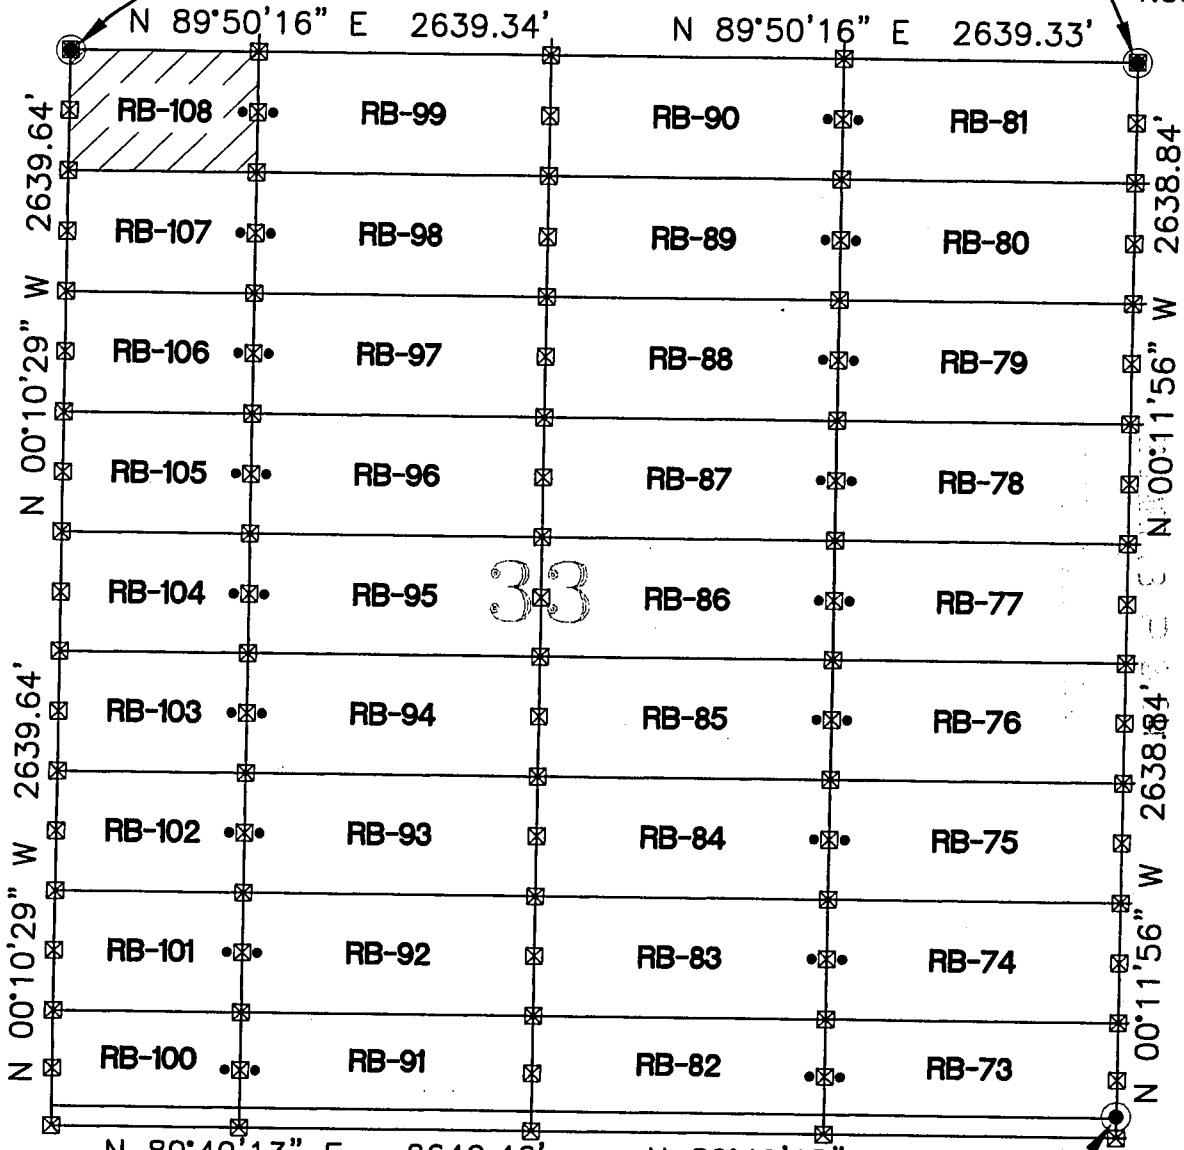 N 89°50'16" E 2639.34' N 89°50'16" E 2639.33'
RB-108 RB-99 RB-90 RB-81
2639.64' 2638.84'
RB-107 RB-98 RB-89 RB-80
N 00°10'29" W N 00°11'56" W
RB-106 RB-97 RB-88 RB-79
RB-105 RB-96 RB-87 RB-78
33
RB-104 RB-95 RB-86 RB-77
2639.64' 2638.84'
RB-103 RB-94 RB-85 RB-76
RB-102 RB-93 RB-84 RB-75
N 00°10'29" W N 00°11'56" W
RB-101 RB-92 RB-83 RB-74
RB-100 RB-91 RB-82 RB-73